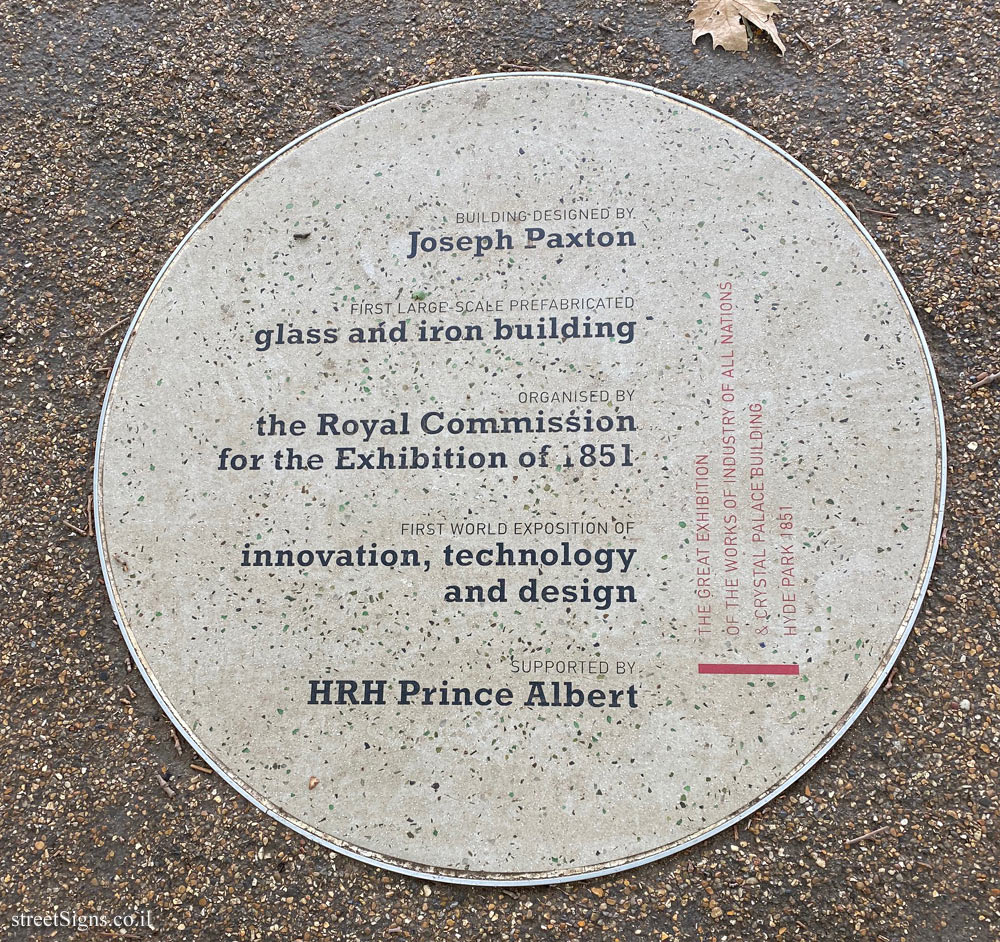 BUILDING DESIGNED BY
Joseph Paxton
FIRST LARGE-SCALE PREFABRICATED
glass and iron building
ORGANISED BY
the Royal Commission
for the Exhibition of 1851
FIRST WORLD EXPOSITION OF
innovation, technology
and design
SUPPORTED BY
HRH Prince Albert
THE GREAT EXHIBITION
OF THE WORKS OF INDUSTRY OF ALL NATIONS
& CRYSTAL PALACE BUILDING
HYDE PARK 1851
streetSigns.co.il